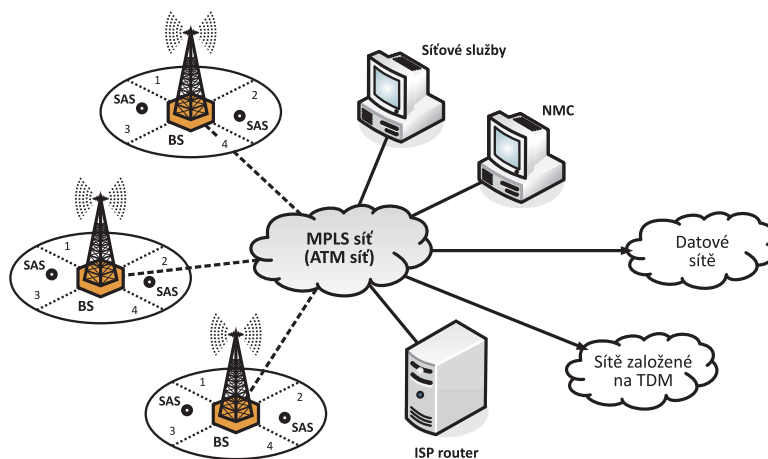 Síťové služby
1
2
SAS
SAS
3
BS
4
NMC
MPLS síť
(ATM síť)
Datové
sítě
1
2
SAS
SAS
3
BS
4
Sítě založené
na TDM
1
2
SAS
SAS
3
BS
4
ISP router